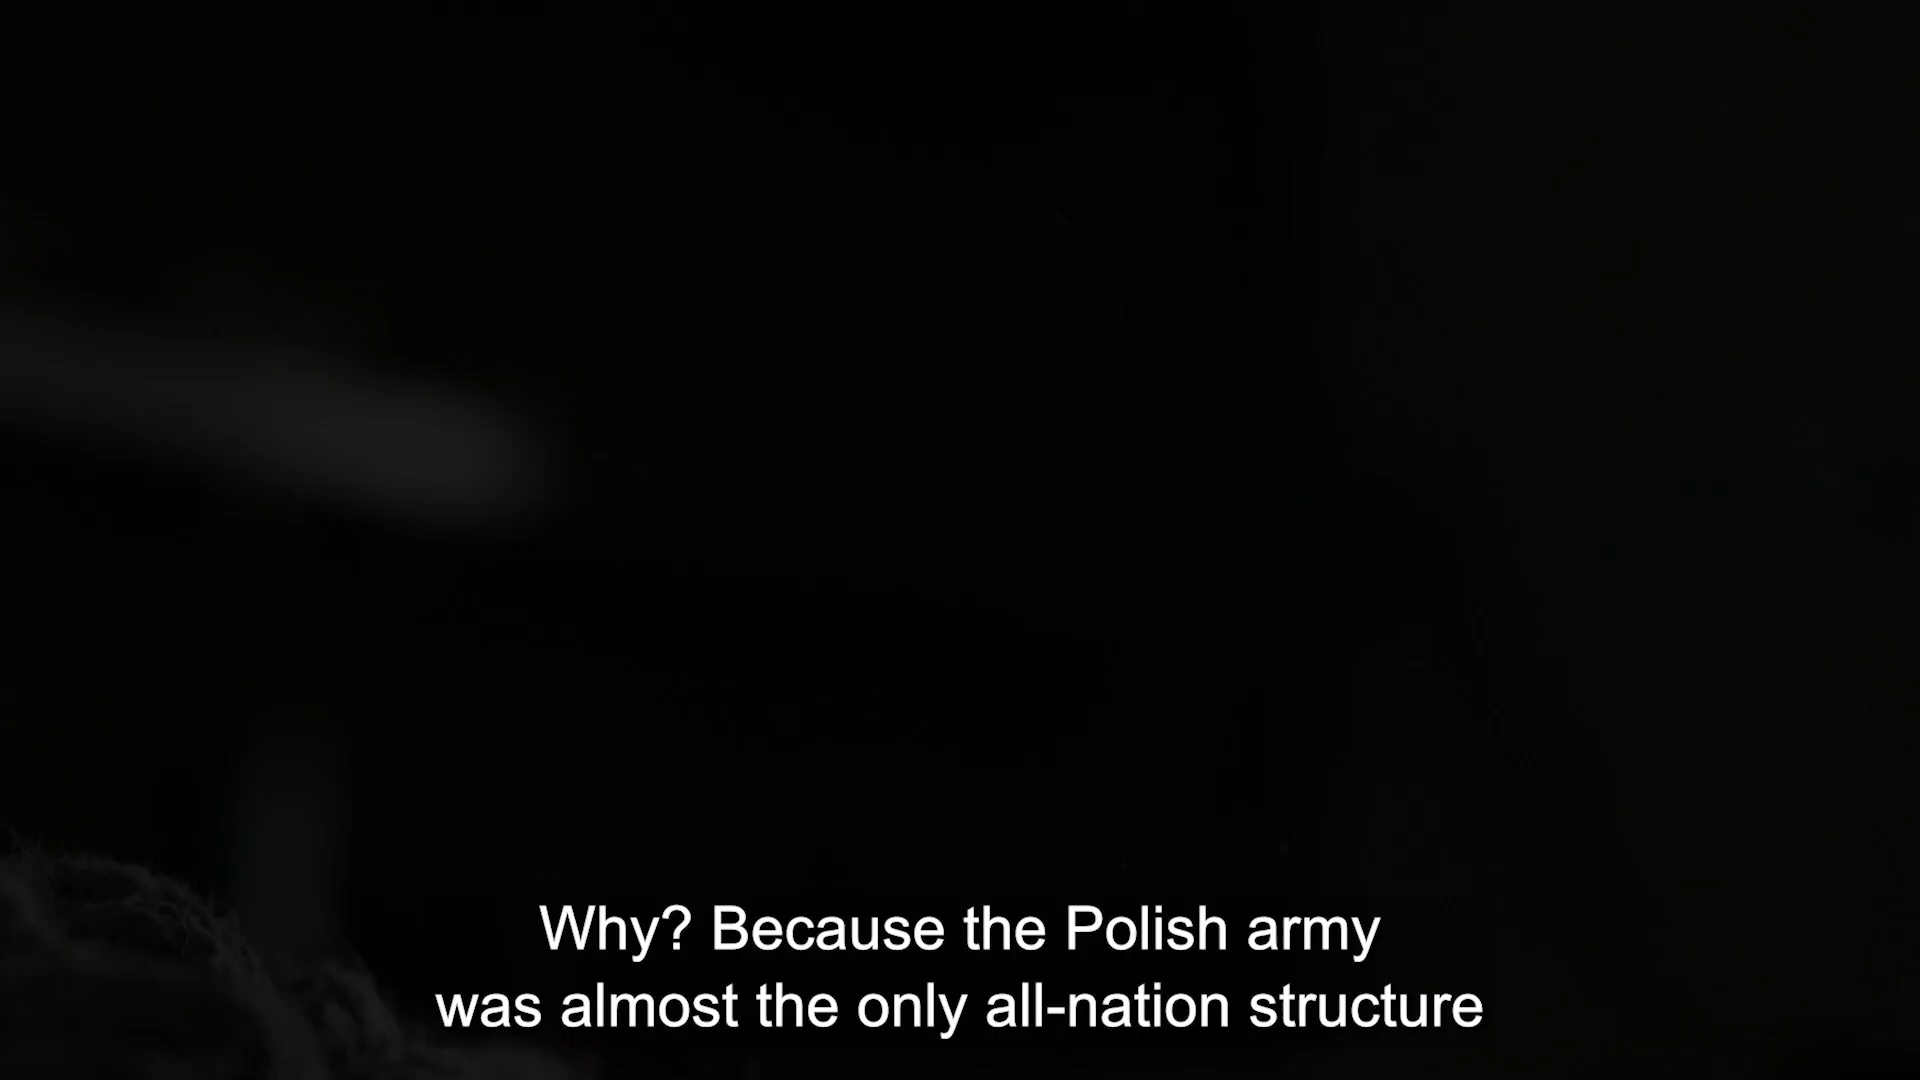 Why? Because the Polish army
was almost the only all-nation structure